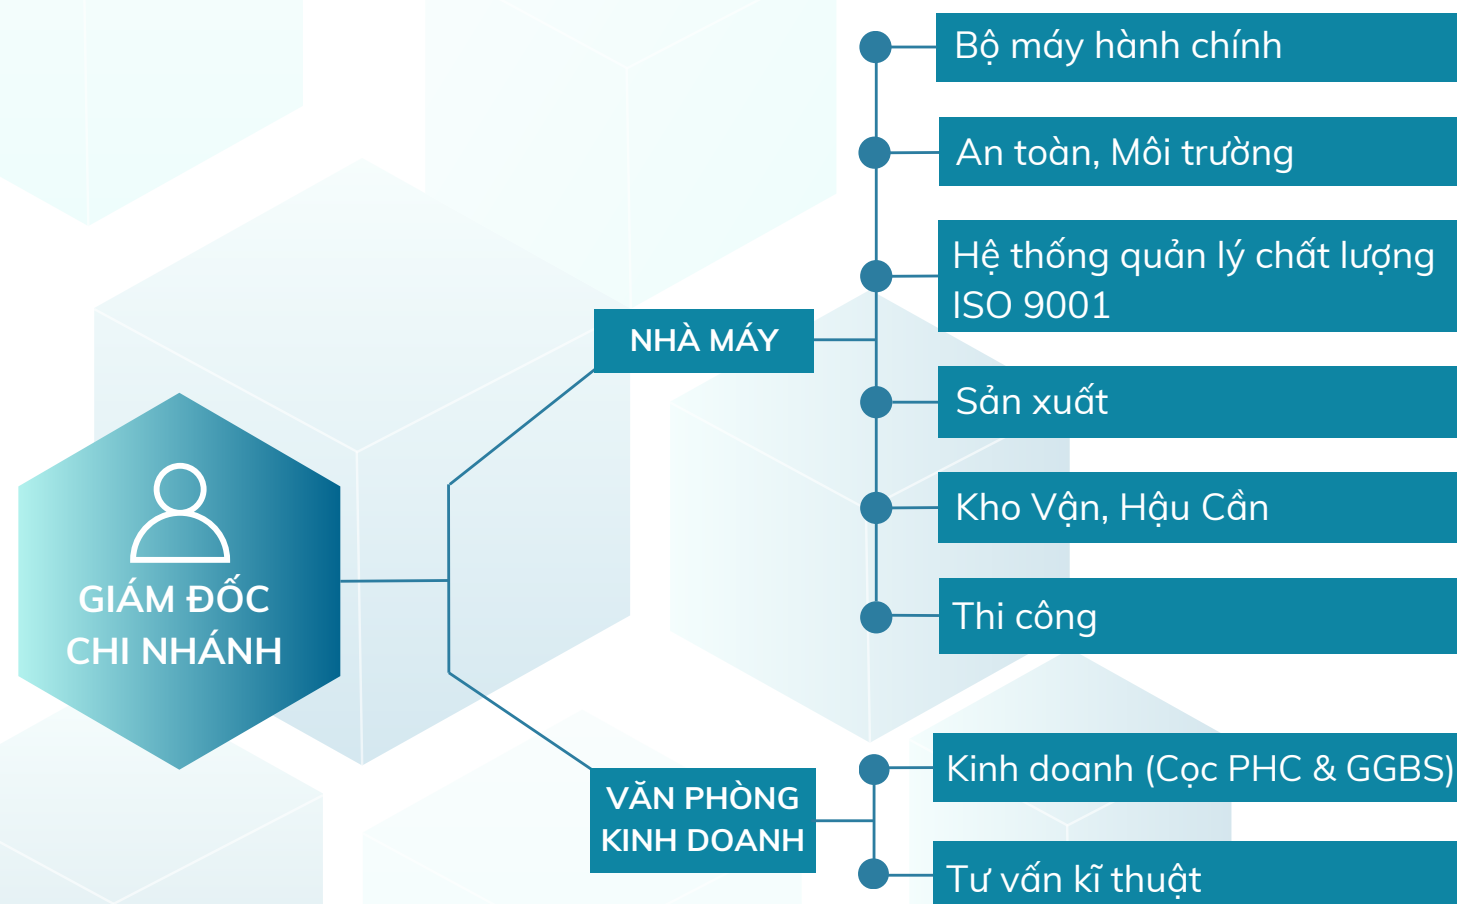 GIÁM ĐỐC
CHI NHÁNH
NHÀ MÁY
Bộ máy hành chính
An toàn, Môi trường
Hệ thống quản lý chất lượng
ISO 9001
Sản xuất
Kho Vận, Hậu Cần
Thi công
VĂN PHÒNG
KINH DOANH
Kinh doanh (Cọc PHC & GGBS)
Tư vấn kĩ thuật